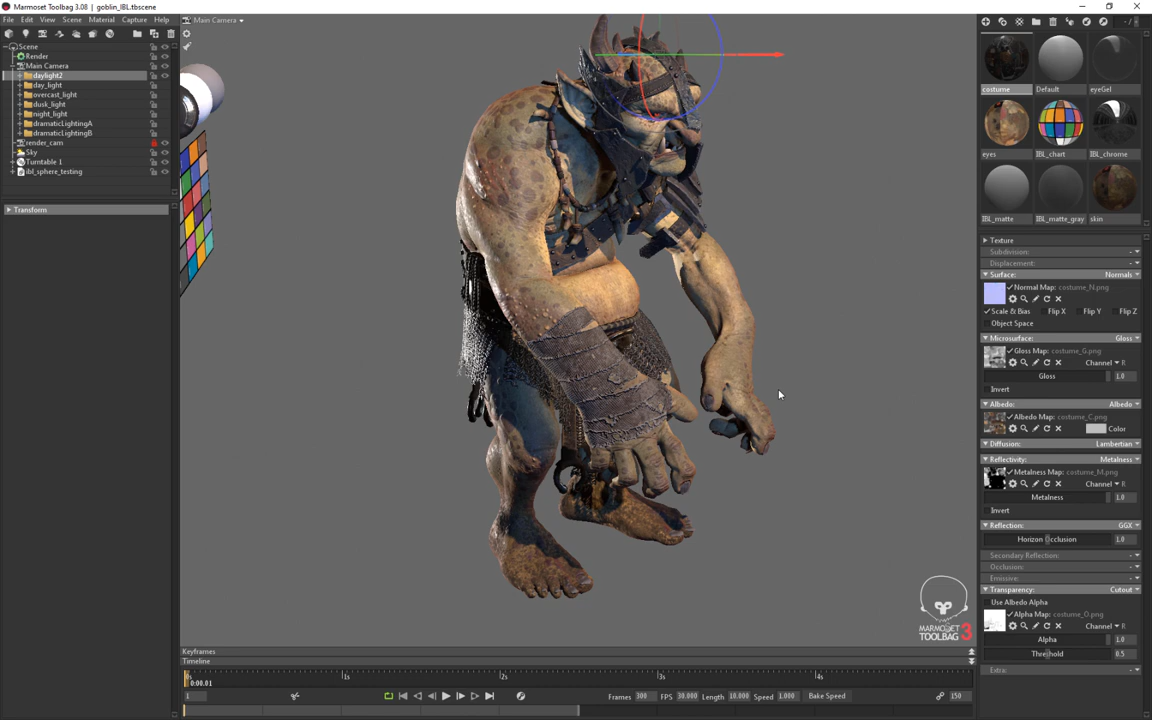 Marmoset Toolbag 3.08 | goblin_IBL.tbscene
File Edit View Scene Material Capture Help
Main Camera
Scene
Render
Main Camera
daylight2
day_light
overcast_light
dusk_light
night_light
dramaticLightingA
dramaticLightingB
render_cam
Sky
Turntable 1
ibl_sphere_testing
Transform
costume Default eyeGel
eyes IBL_chart IBL_chrome
IBL_matte IBL_matte_gray skin
Texture
Subdivision:
Displacement:
Surface: Normals
Normal Map: costume_N.png
Scale & Bias Flip X Flip Y Flip Z
Object Space
Microsurface: Gloss
Gloss Map: costume_G.png
Channel R
Gloss 1.0
Invert
Albedo: Albedo
Albedo Map: costume_C.png
Color
Diffusion: Lambertian
Reflectivity: Metalness
Metalness Map: costume_M.png
Channel R
Metalness 1.0
Invert
Reflection: GGX
Horizon Occlusion 1.0
Secondary Reflection:
Occlusion:
Emissive:
Transparency: Cutout
Use Albedo Alpha
Alpha Map: costume_O.png
Channel R
Alpha 1.0
Threshold 0.5
Extra:
MARMOSET
TOOLBAG 3
Keyframes
Timeline
0s 1s 2s 3s 4s
0:00.01
1 Frames 300 FPS 30.000 Length 10.000 Speed 1.000 Bake Speed 150